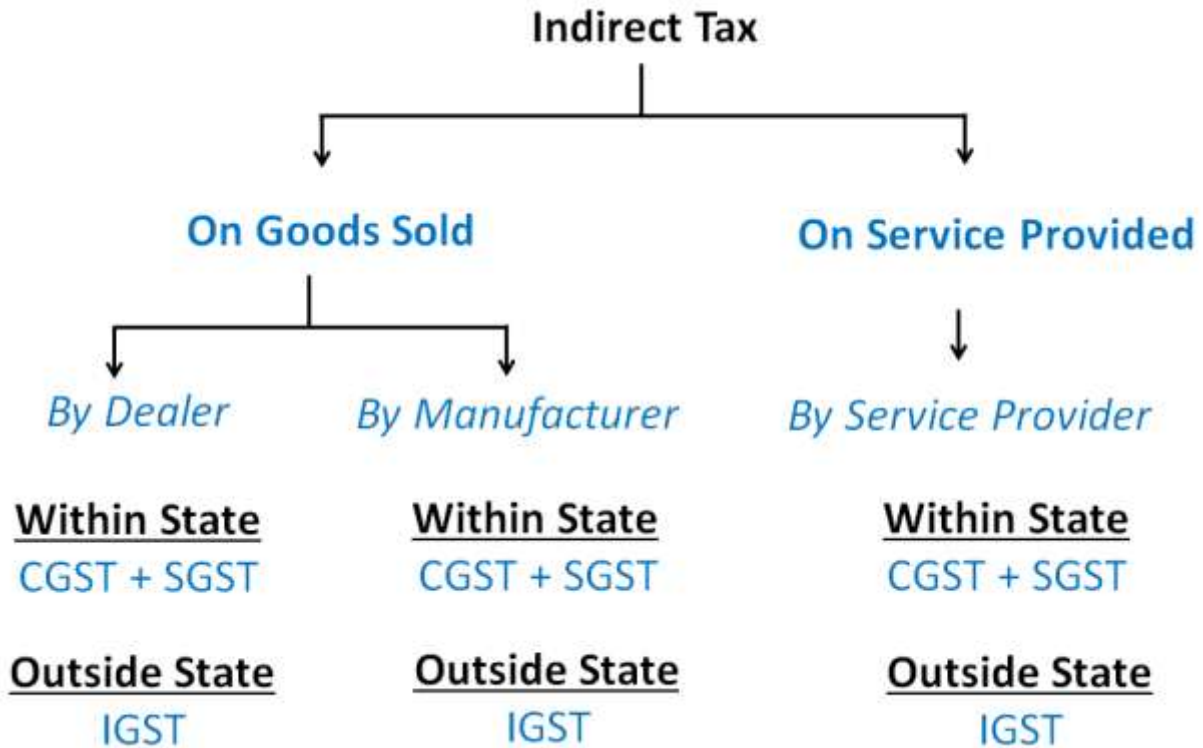 Indirect Tax
On Goods Sold
On Service Provided
By Dealer
By Manufacturer
By Service Provider
Within State
CGST + SGST
Outside State
IGST
Within State
CGST + SGST
Outside State
IGST
Within State
CGST + SGST
Outside State
IGST